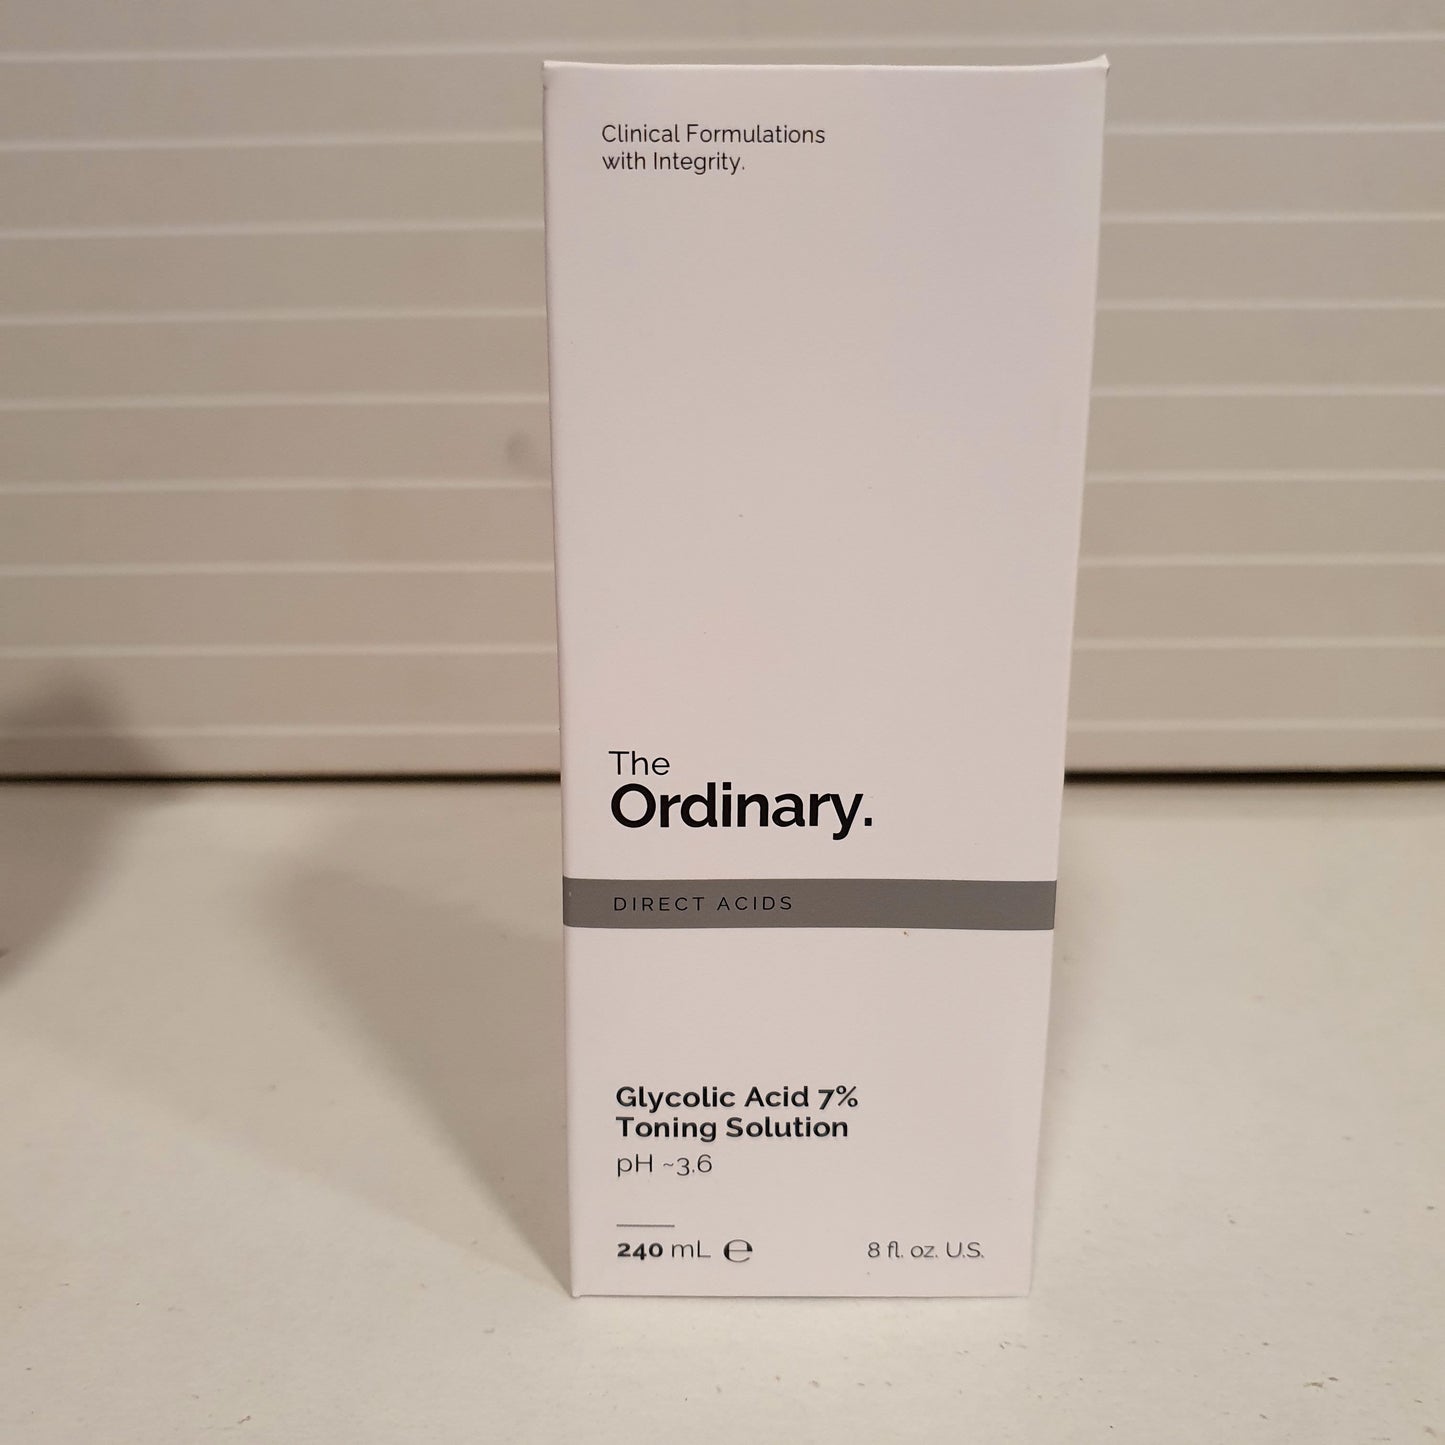 Clinical Formulations
with Integrity.
The
Ordinary.
DIRECT ACIDS
Glycolic Acid 7%
Toning Solution
pH ~3.6
240 mL ℮
8 fl. oz. U.S.